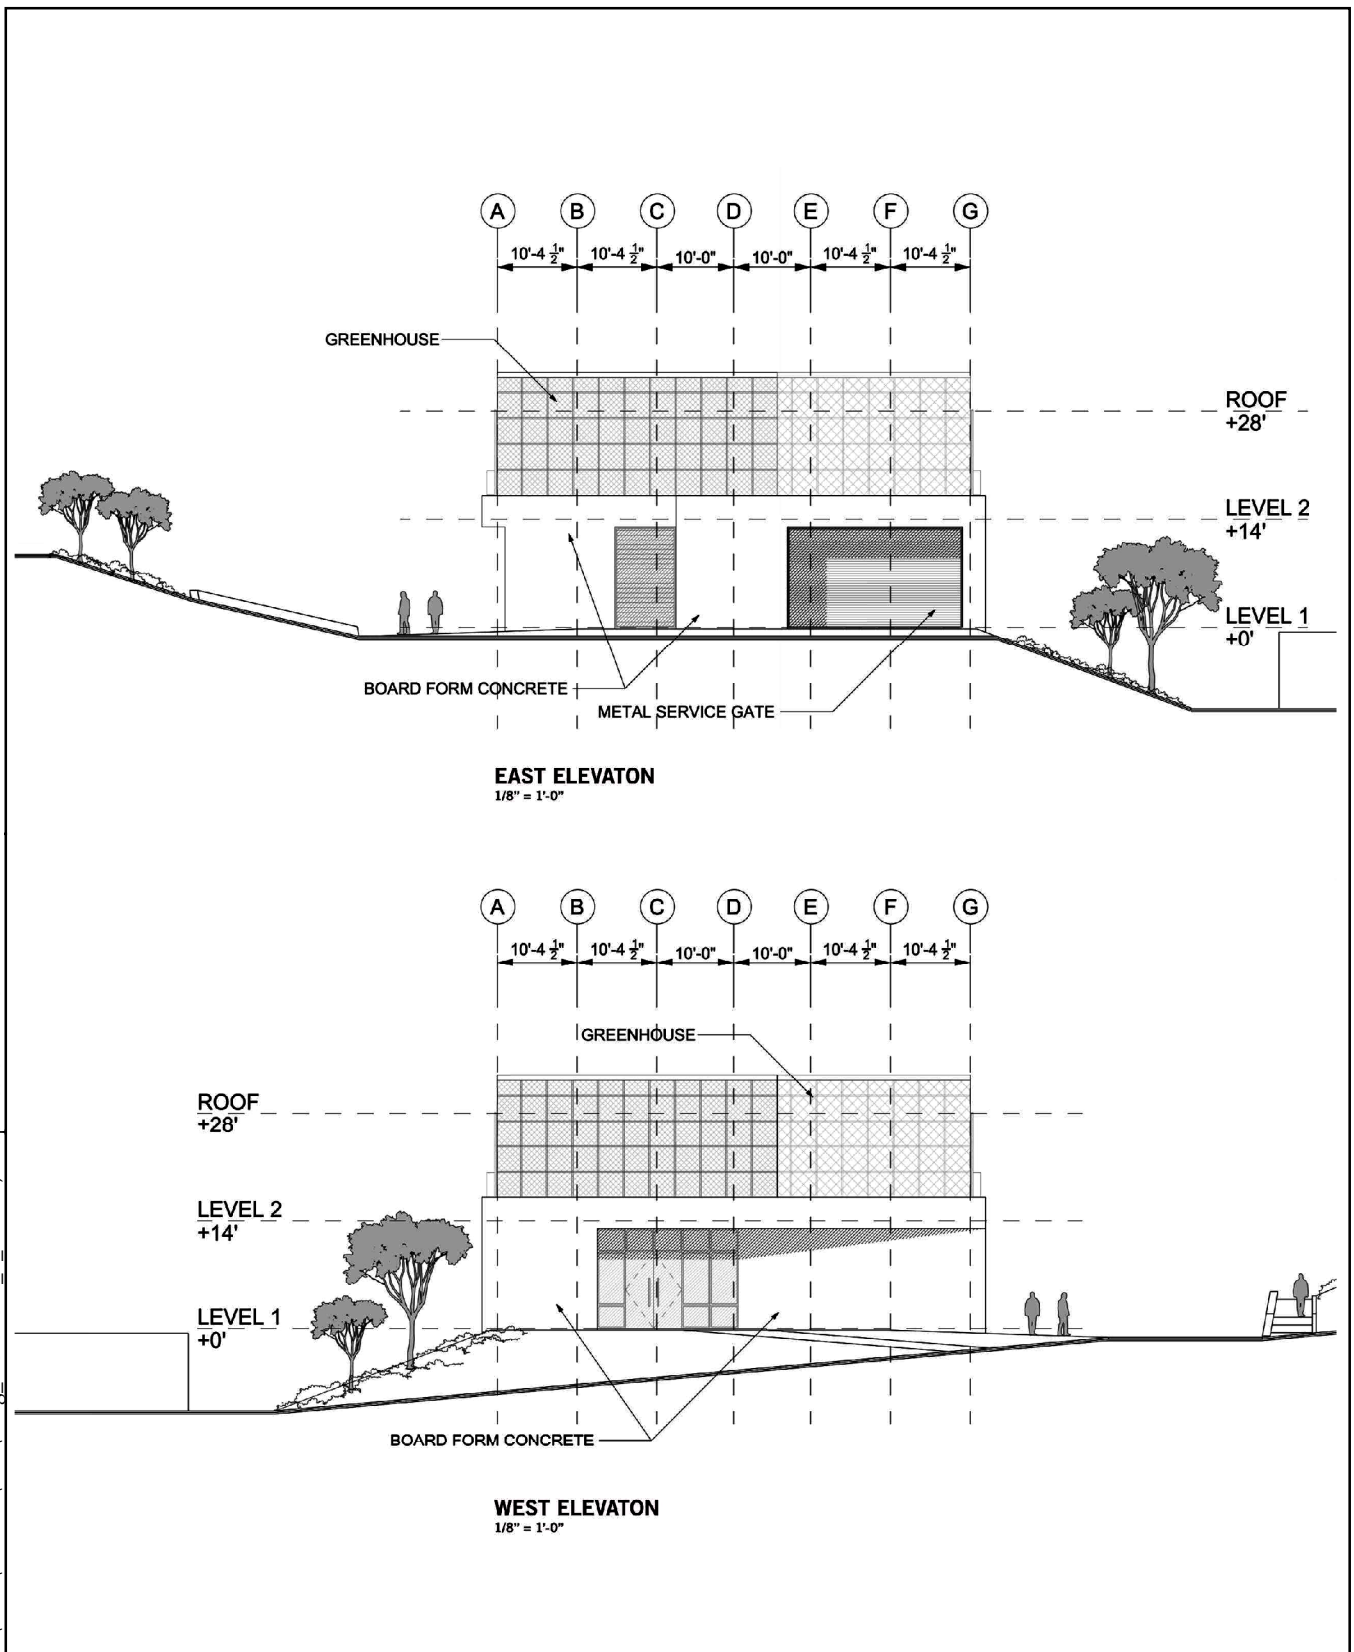 A B C D E F G
10'-4 1/2" 10'-4 1/2" 10'-0" 10'-0" 10'-4 1/2" 10'-4 1/2"
GREENHOUSE
ROOF
+28'
LEVEL 2
+14'
LEVEL 1
+0'
BOARD FORM CONCRETE
METAL SERVICE GATE
EAST ELEVATON
1/8" = 1'-0"
A B C D E F G
10'-4 1/2" 10'-4 1/2" 10'-0" 10'-0" 10'-4 1/2" 10'-4 1/2"
GREENHOUSE
ROOF
+28'
LEVEL 2
+14'
LEVEL 1
+0'
BOARD FORM CONCRETE
WEST ELEVATON
1/8" = 1'-0"